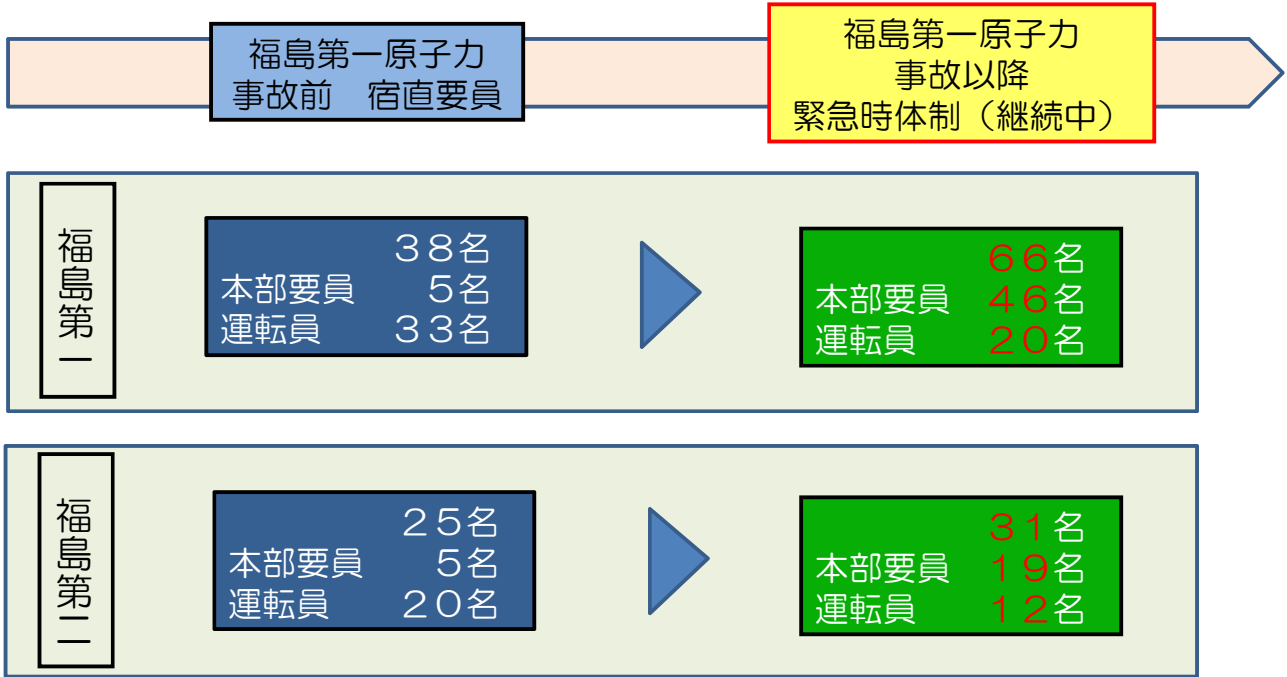 福島第一原子力
事故前　宿直要員
福島第一原子力
事故以降
緊急時体制（継続中）
福島第一
３８名
本部要員　　５名
運転員　　３３名
６６名
本部要員　４６名
運転員　　２０名
福島第二
２５名
本部要員　　５名
運転員　　２０名
３１名
本部要員　１９名
運転員　　１２名